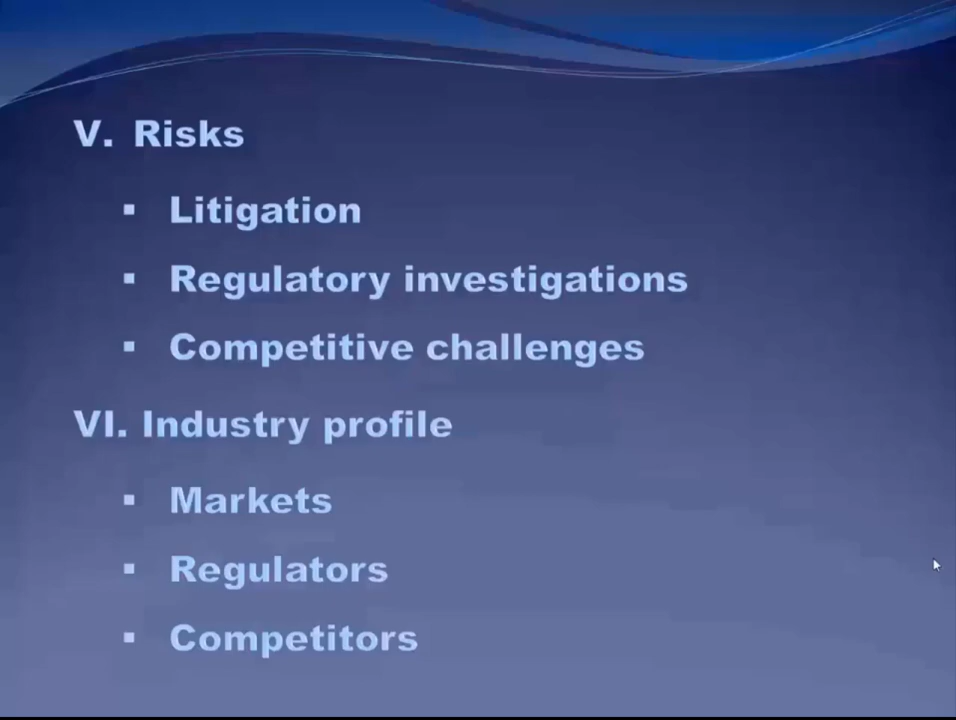 V. Risks
▪ Litigation
▪ Regulatory investigations
▪ Competitive challenges
VI. Industry profile
▪ Markets
▪ Regulators
▪ Competitors